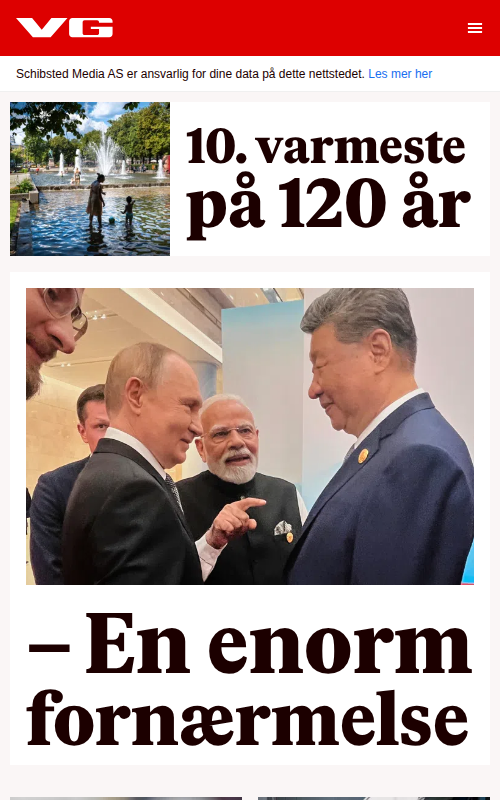 VG
Schibsted Media AS er ansvarlig for dine data på dette nettstedet. Les mer her
10. varmeste
på 120 år
– En enorm
fornærmelse